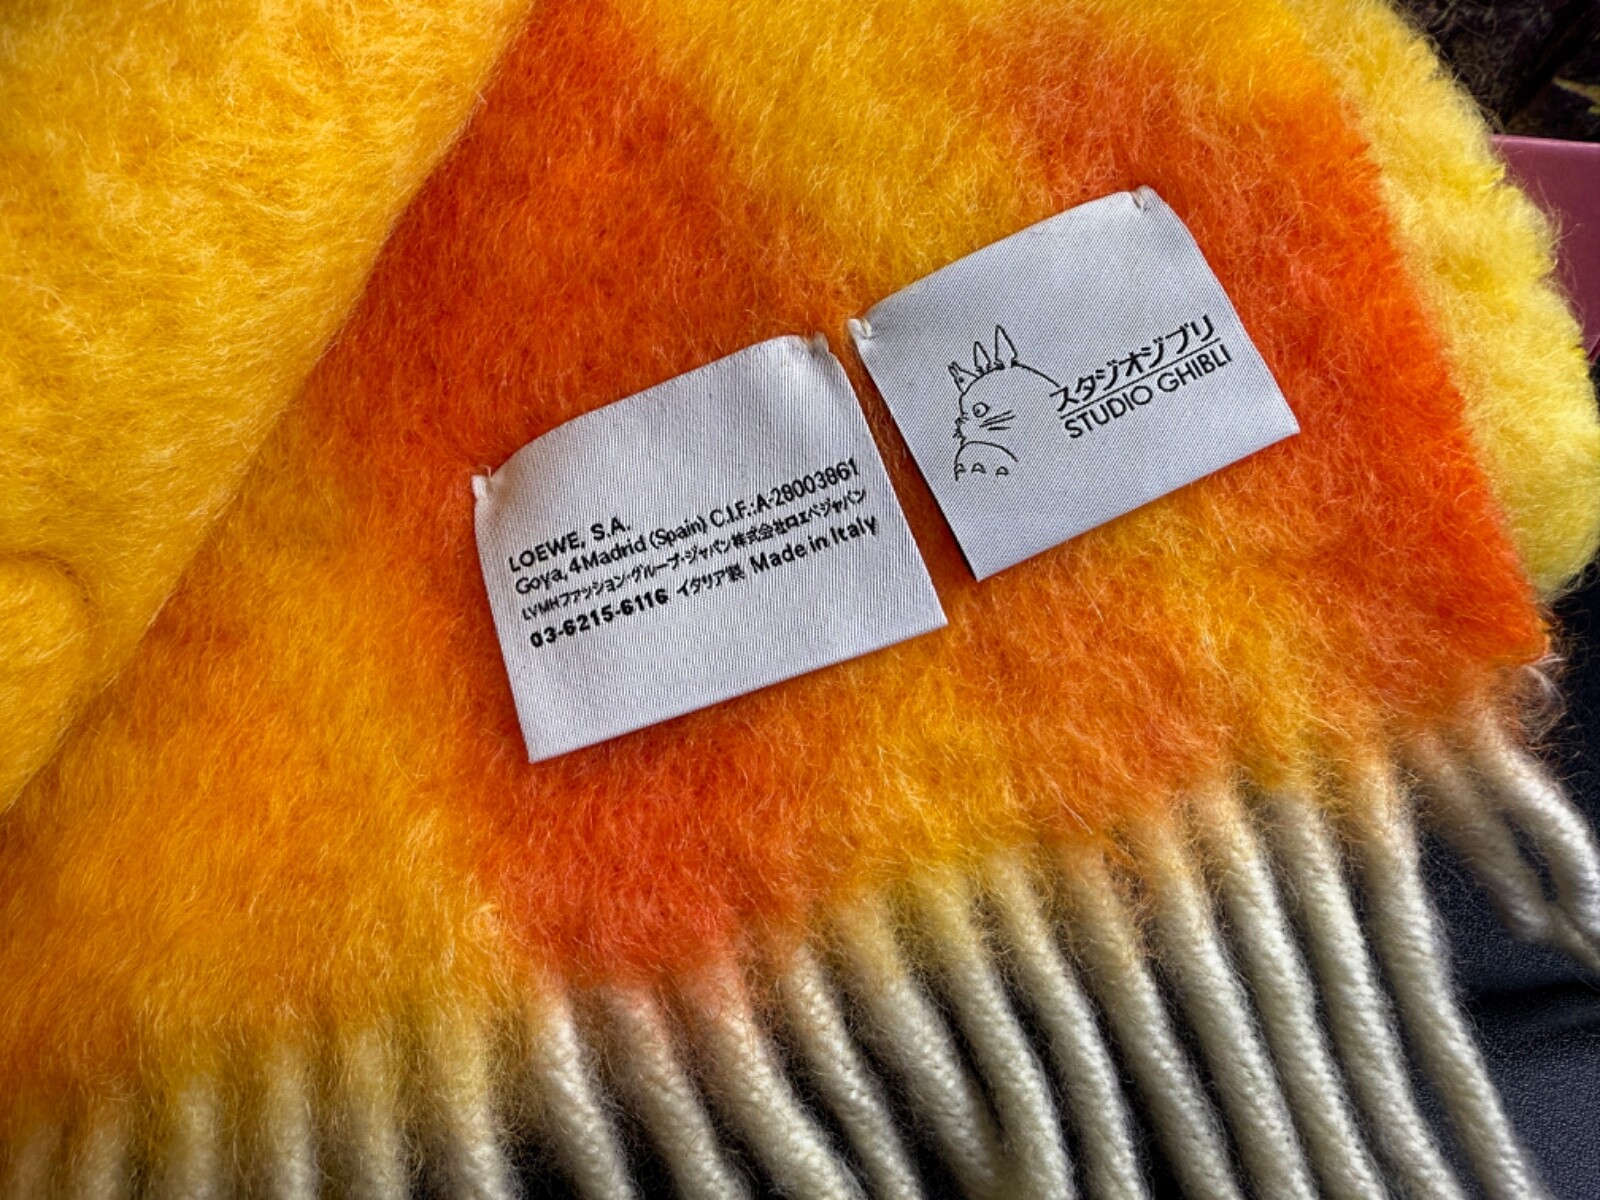 LOEWE, S.A.
Goya, 4 Madrid (Spain) C.I.F.:A-28003861
LVMHファッション・グループ・ジャパン株式会社ロエベジャパン
03-6215-6116 イタリア製 Made in Italy
スタジオジブリ
STUDIO GHIBLI